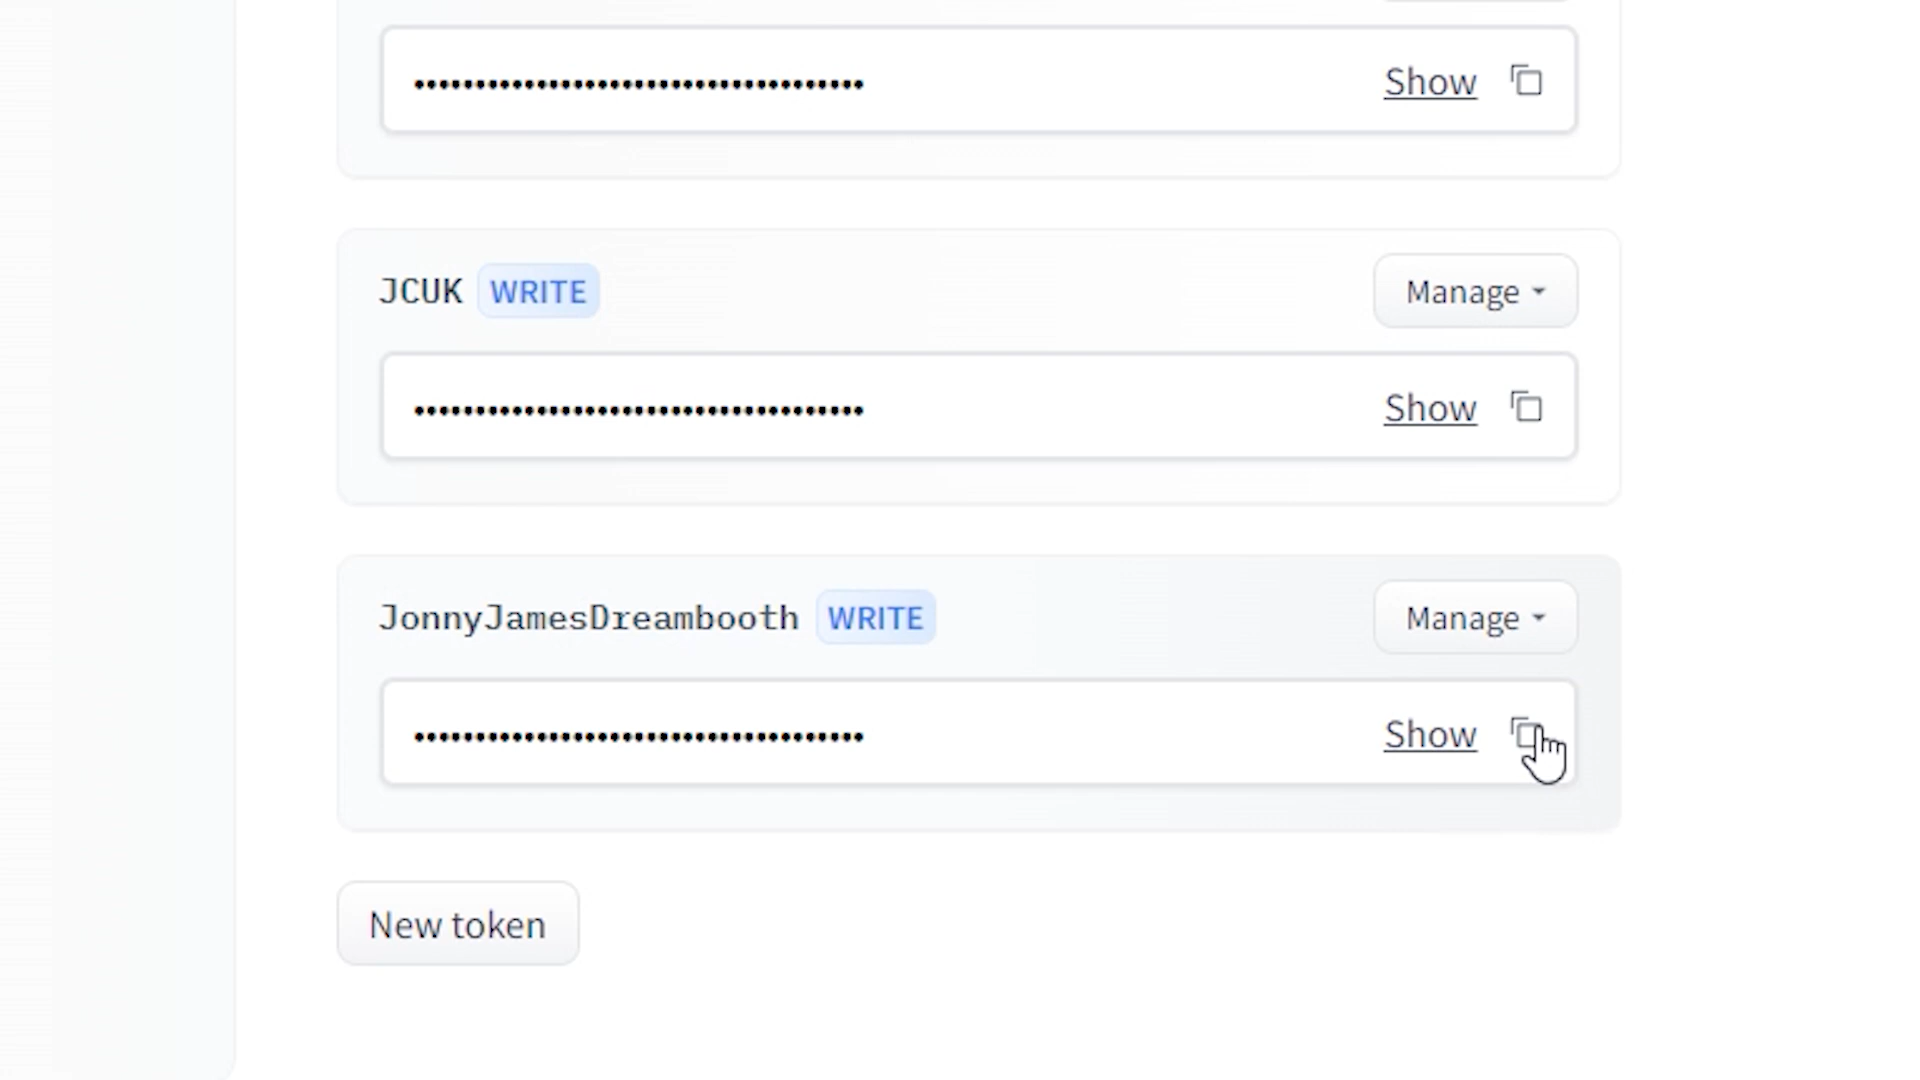 ••••••••••••••••••••••••••••••••••••• Show
JCUK WRITE Manage
••••••••••••••••••••••••••••••••••••• Show
JonnyJamesDreambooth WRITE Manage
••••••••••••••••••••••••••••••••••••• Show
New token